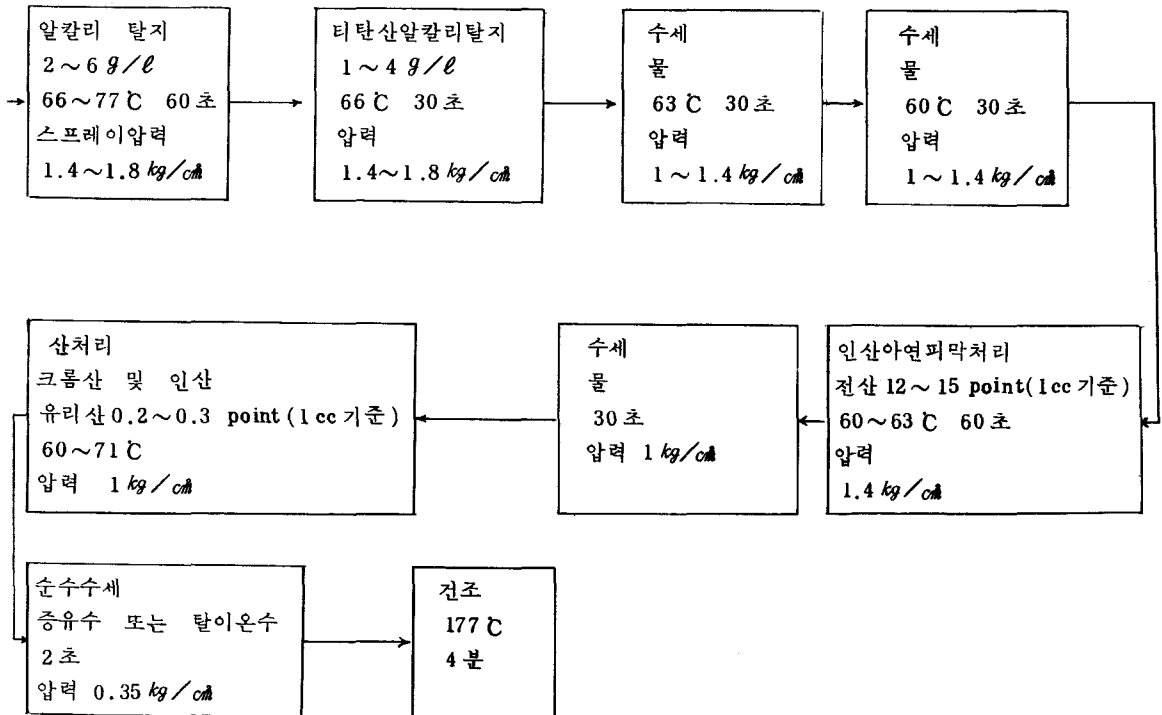 알칼리 탈지
2～6 g/ℓ
66～77℃ 60초
스프레이압력
1.4～1.8 kg/㎠
티탄산알칼리탈지
1～4 g/ℓ
66℃ 30초
압력
1.4～1.8 kg/㎠
수세
물
63℃ 30초
압력
1～1.4 kg/㎠
수세
물
60℃ 30초
압력
1～1.4 kg/㎠
인산아연피막처리
전산 12～15 point(1cc기준)
60～63℃ 60초
압력
1.4 kg/㎠
수세
물
30초
압력 1 kg/㎠
산처리
크롬산 및 인산
유리산 0.2～0.3 point (1cc기준)
60～71℃
압력 1 kg/㎠
순수수세
증유수 또는 탈이온수
2초
압력 0.35 kg/㎠
건조
177℃
4분